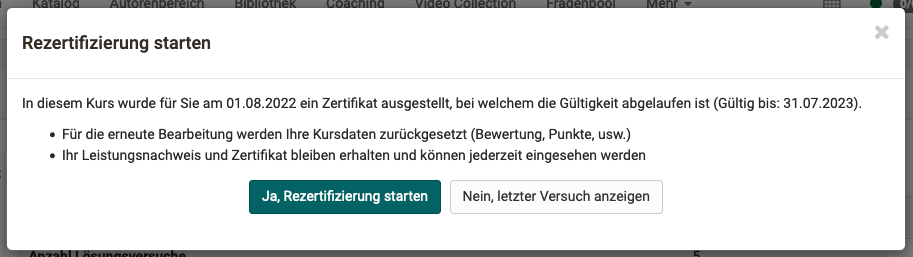 Katalog Autorenbereich Bibliothek Coaching Video Collection Fragenpool Mehr
Rezertifizierung starten
In diesem Kurs wurde für Sie am 01.08.2022 ein Zertifikat ausgestellt, bei welchem die Gültigkeit abgelaufen ist (Gültig bis: 31.07.2023).
• Für die erneute Bearbeitung werden Ihre Kursdaten zurückgesetzt (Bewertung, Punkte, usw.)
• Ihr Leistungsnachweis und Zertifikat bleiben erhalten und können jederzeit eingesehen werden
Ja, Rezertifizierung starten Nein, letzter Versuch anzeigen
Anzahl Lösungsversuche 5